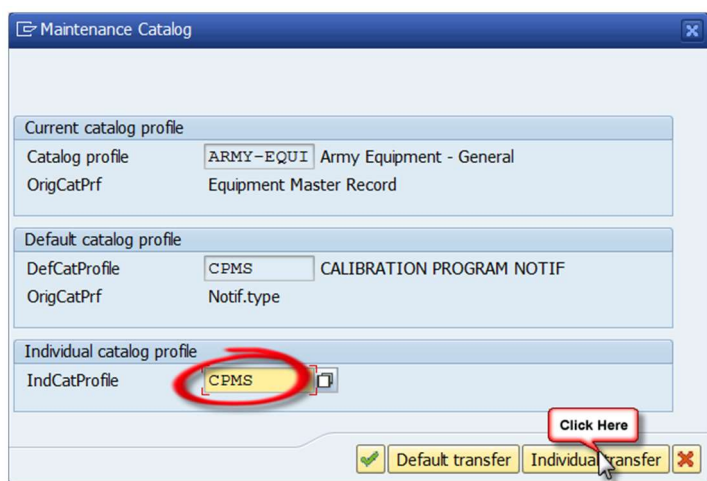 Maintenance Catalog
Current catalog profile
Catalog profile ARMY-EQUI Army Equipment - General
OrigCatPrf Equipment Master Record
Default catalog profile
DefCatProfile CPMS CALIBRATION PROGRAM NOTIF
OrigCatPrf Notif.type
Individual catalog profile
IndCatProfile CPMS
Click Here
Default transfer Individual transfer